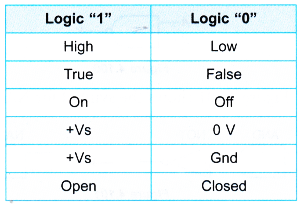 Logic “1” Logic “0”
High Low
True False
On Off
+Vs 0 V
+Vs Gnd
Open Closed